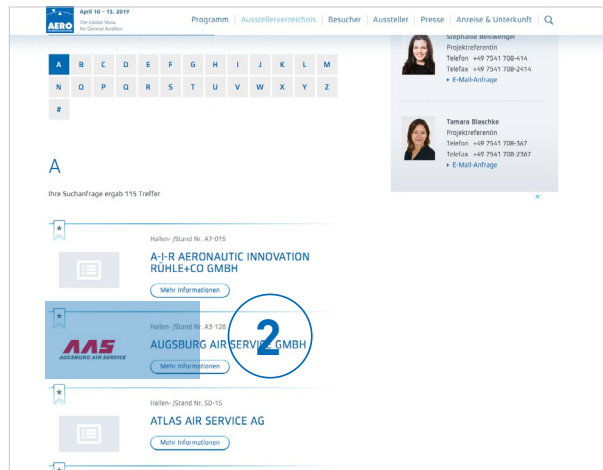 April 10 – 13, 2019
The Global Show
for General Aviation
AERO
Programm
Ausstellerverzeichnis
Besucher
Aussteller
Presse
Anreise & Unterkunft
A B C D E F G H I J K L M
N O P Q R S T U V W X Y Z
#
Stephanie Beiswenger
Projektreferentin
Telefon +49 7541 708-414
Telefax +49 7541 708-2414
E-Mail-Anfrage
Tamara Blaschke
Projektreferentin
Telefon +49 7541 708-367
Telefax +49 7541 708-2367
E-Mail-Anfrage
A
Ihre Suchanfrage ergab 115 Treffer
Hallen- /Stand Nr. A7-015
A-I-R AERONAUTIC INNOVATION
RÜHLE+CO GMBH
Mehr Informationen
AAS
AUGSBURG AIR SERVICE
Hallen- /Stand Nr. A3-128
AUGSBURG AIR SERVICE GMBH
Mehr Informationen
2
Hallen- /Stand Nr. SD-15
ATLAS AIR SERVICE AG
Mehr Informationen